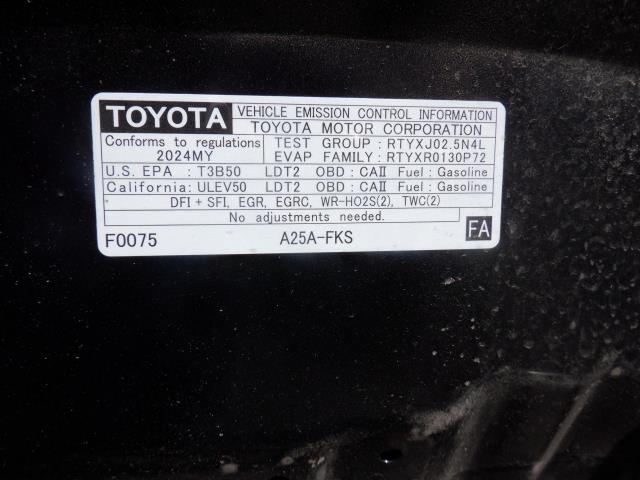 TOYOTA VEHICLE EMISSION CONTROL INFORMATION
TOYOTA MOTOR CORPORATION
Conforms to regulations TEST GROUP : RTYXJ02.5N4L
2024MY EVAP FAMILY : RTYXR0130P72
U.S. EPA : T3B50 LDT2 OBD : CAⅡ Fuel : Gasoline
California: ULEV50 LDT2 OBD : CAⅡ Fuel : Gasoline
DFI + SFI, EGR, EGRC, WR-HO2S(2), TWC(2)
No adjustments needed.
F0075 A25A-FKS FA